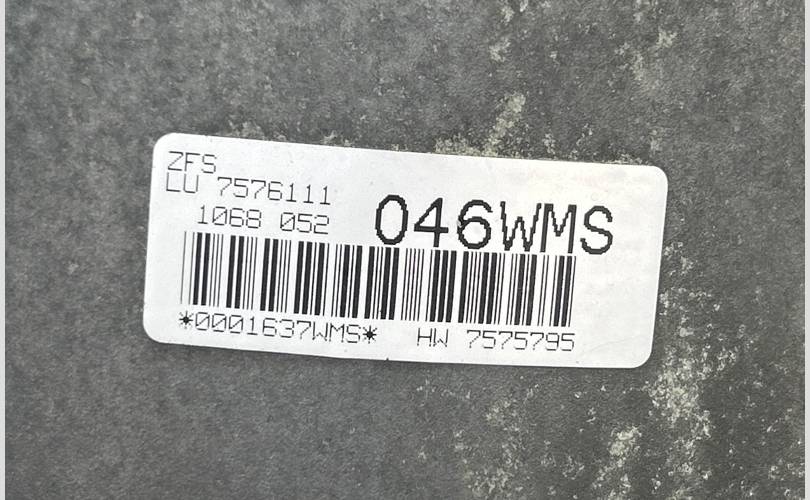 ZFS
LU 7576111
1068 052
046WMS
*0001637WMS* HW 7575795